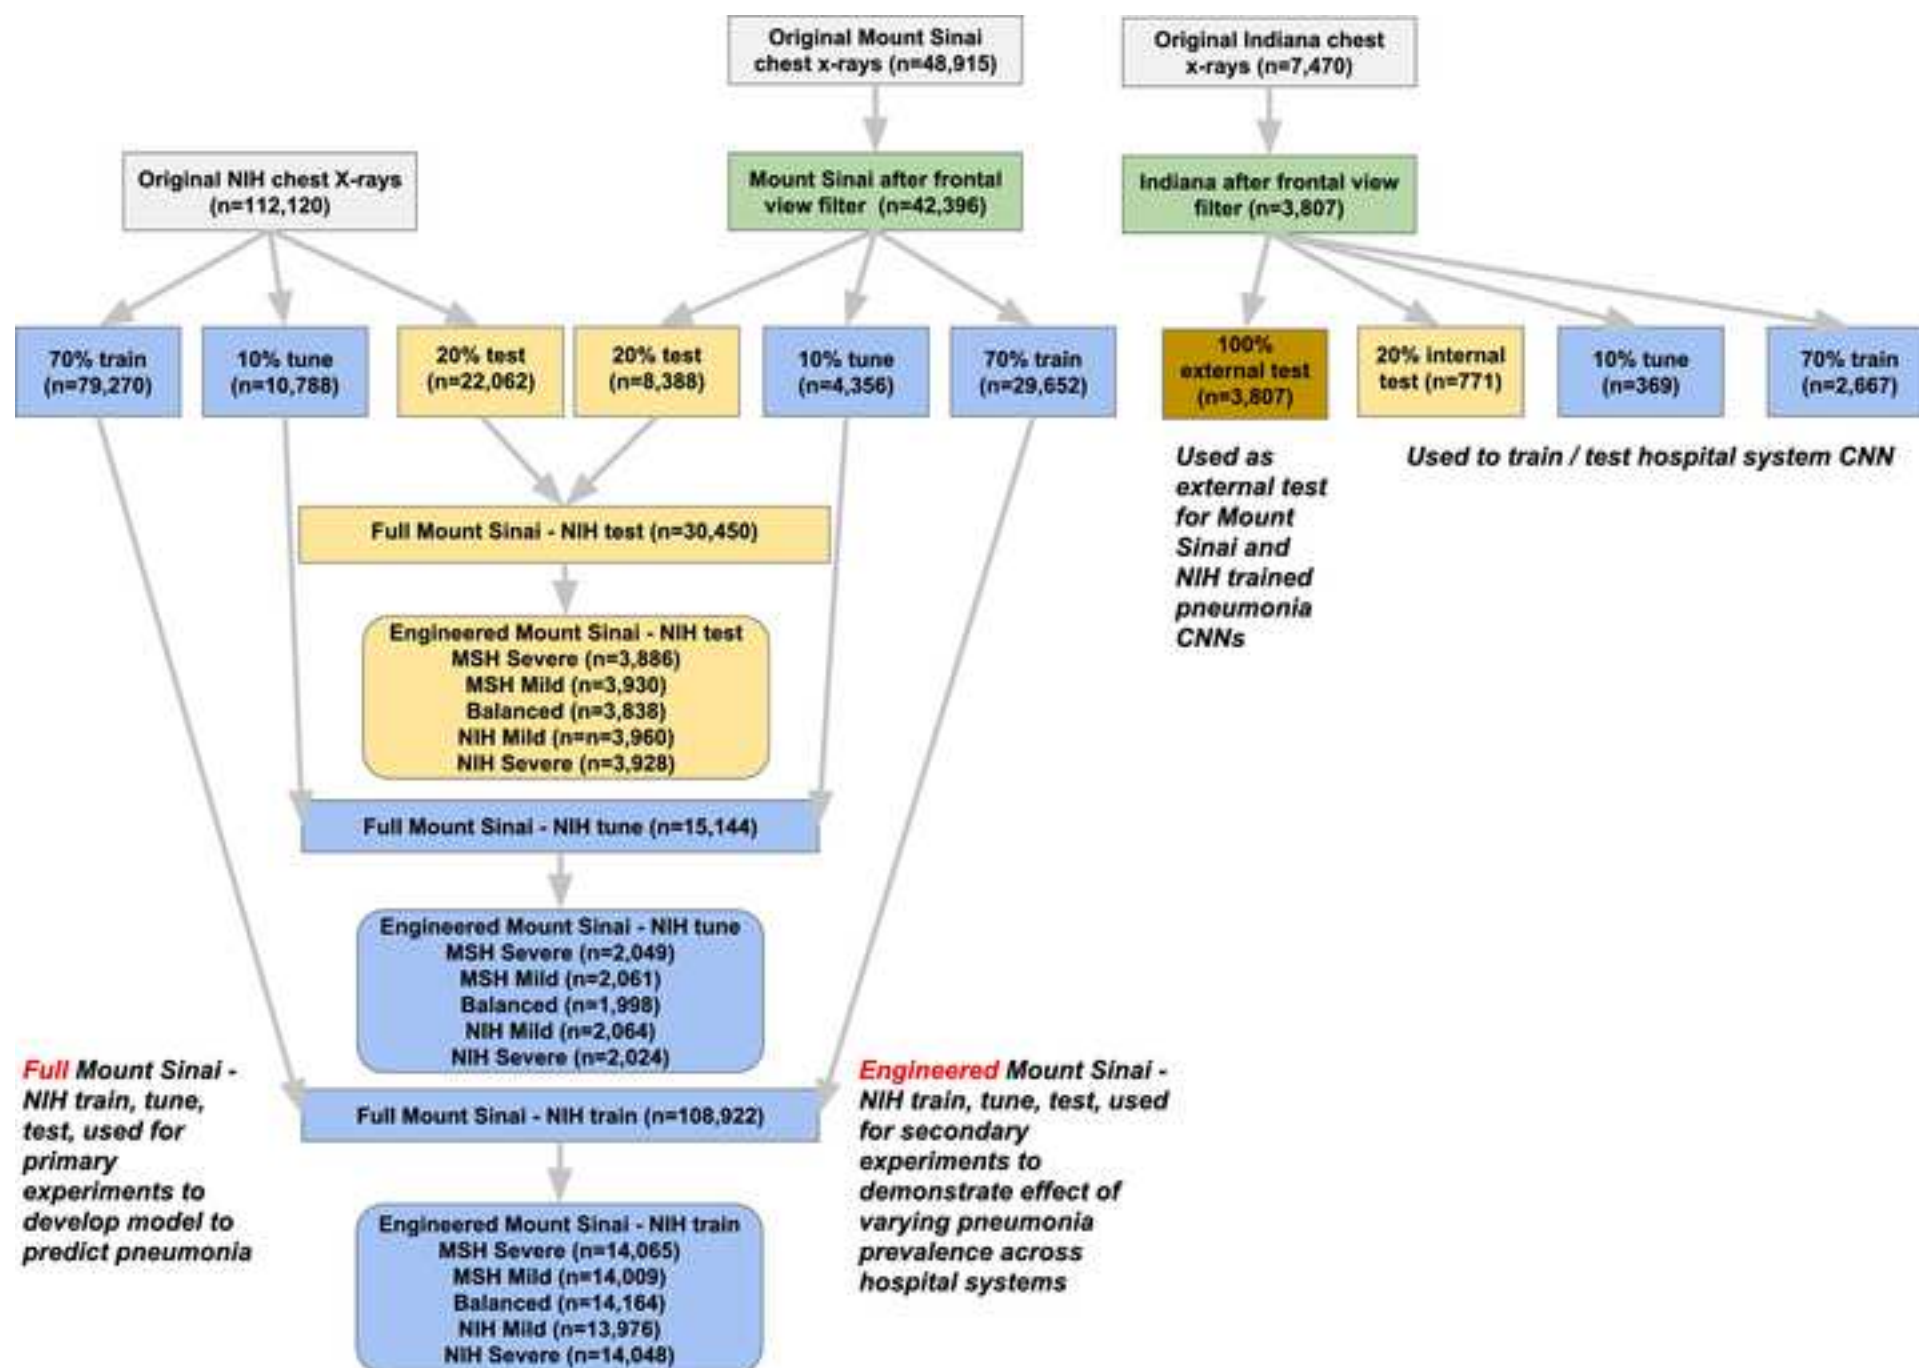 Original Mount Sinai
chest x-rays (n=48,915)
Original Indiana chest
x-rays (n=7,470)
Original NIH chest X-rays
(n=112,120)
Mount Sinai after frontal
view filter (n=42,396)
Indiana after frontal view
filter (n=3,807)
70% train
(n=79,270)
10% tune
(n=10,788)
20% test
(n=22,062)
20% test
(n=8,388)
10% tune
(n=4,356)
70% train
(n=29,652)
100%
external test
(n=3,807)
20% internal
test (n=771)
10% tune
(n=369)
70% train
(n=2,667)
Used as
external test
for Mount
Sinai and
NIH trained
pneumonia
CNNs
Used to train / test hospital system CNN
Full Mount Sinai - NIH test (n=30,450)
Engineered Mount Sinai - NIH test
MSH Severe (n=3,886)
MSH Mild (n=3,930)
Balanced (n=3,838)
NIH Mild (n=n=3,960)
NIH Severe (n=3,928)
Full Mount Sinai - NIH tune (n=15,144)
Engineered Mount Sinai - NIH tune
MSH Severe (n=2,049)
MSH Mild (n=2,061)
Balanced (n=1,998)
NIH Mild (n=2,064)
NIH Severe (n=2,024)
Full Mount Sinai -
NIH train, tune,
test, used for
primary
experiments to
develop model to
predict pneumonia
Full Mount Sinai - NIH train (n=108,922)
Engineered Mount Sinai - NIH train
MSH Severe (n=14,065)
MSH Mild (n=14,009)
Balanced (n=14,164)
NIH Mild (n=13,976)
NIH Severe (n=14,048)
Engineered Mount Sinai -
NIH train, tune, test, used
for secondary
experiments to
demonstrate effect of
varying pneumonia
prevalence across
hospital systems